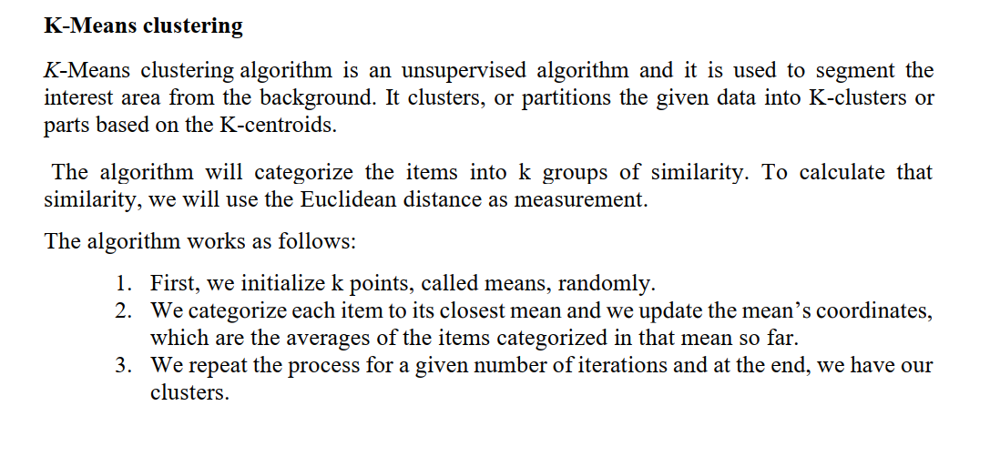 K-Means clustering
K-Means clustering algorithm is an unsupervised algorithm and it is used to segment the
interest area from the background. It clusters, or partitions the given data into K-clusters or
parts based on the K-centroids.
The algorithm will categorize the items into k groups of similarity. To calculate that
similarity, we will use the Euclidean distance as measurement.
The algorithm works as follows:
1. First, we initialize k points, called means, randomly.
2. We categorize each item to its closest mean and we update the mean’s coordinates,
which are the averages of the items categorized in that mean so far.
3. We repeat the process for a given number of iterations and at the end, we have our
clusters.